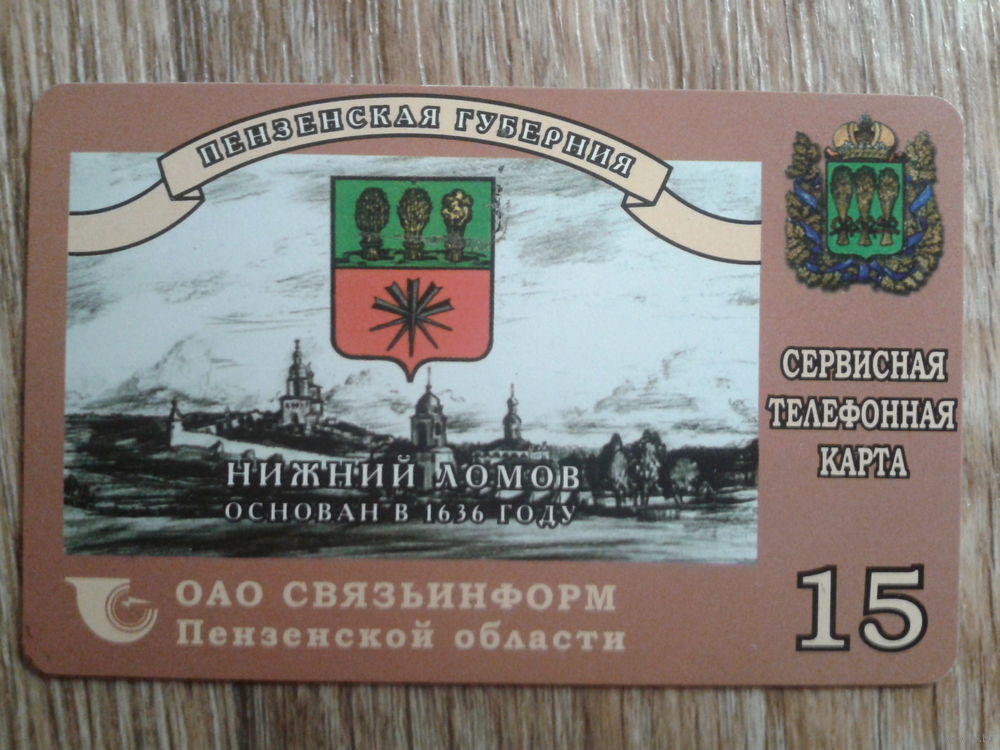 ПЕНЗЕНСКАЯ ГУБЕРНИЯ
СЕРВИСНАЯ
ТЕЛЕФОННАЯ
КАРТА
НИЖНИЙ ЛОМОВ
ОСНОВАН В 1636 ГОДУ
ОАО СВЯЗЬИНФОРМ
Пензенской области
15